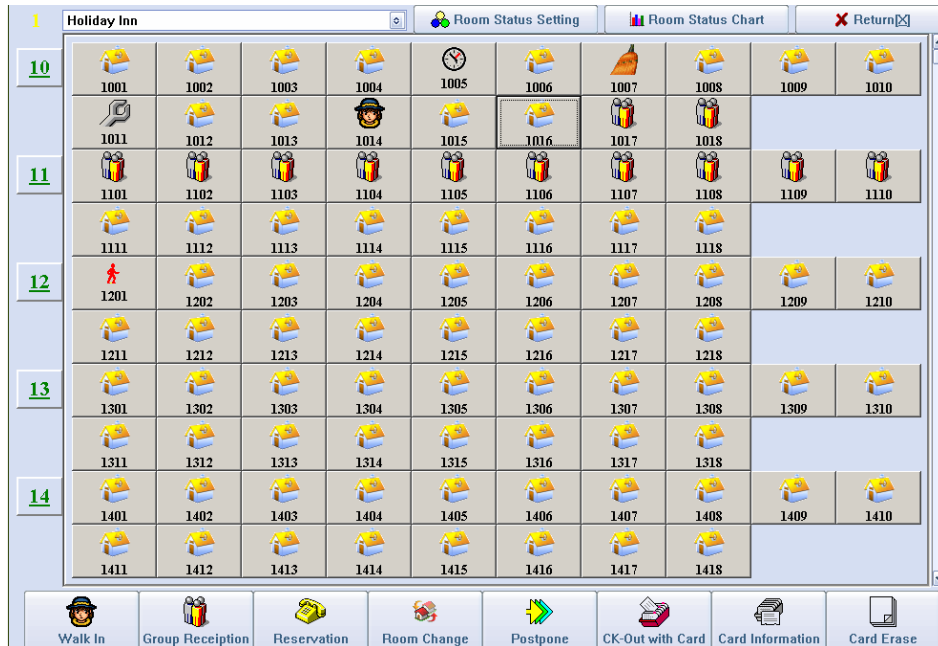 1 Holiday Inn Room Status Setting Room Status Chart Return[X]
10
1001 1002 1003 1004 1005 1006 1007 1008 1009 1010
1011 1012 1013 1014 1015 1016 1017 1018
11
1101 1102 1103 1104 1105 1106 1107 1108 1109 1110
1111 1112 1113 1114 1115 1116 1117 1118
12
1201 1202 1203 1204 1205 1206 1207 1208 1209 1210
1211 1212 1213 1214 1215 1216 1217 1218
13
1301 1302 1303 1304 1305 1306 1307 1308 1309 1310
1311 1312 1313 1314 1315 1316 1317 1318
14
1401 1402 1403 1404 1405 1406 1407 1408 1409 1410
1411 1412 1413 1414 1415 1416 1417 1418
Walk In Group Receiption Reservation Room Change Postpone CK-Out with Card Card Information Card Erase